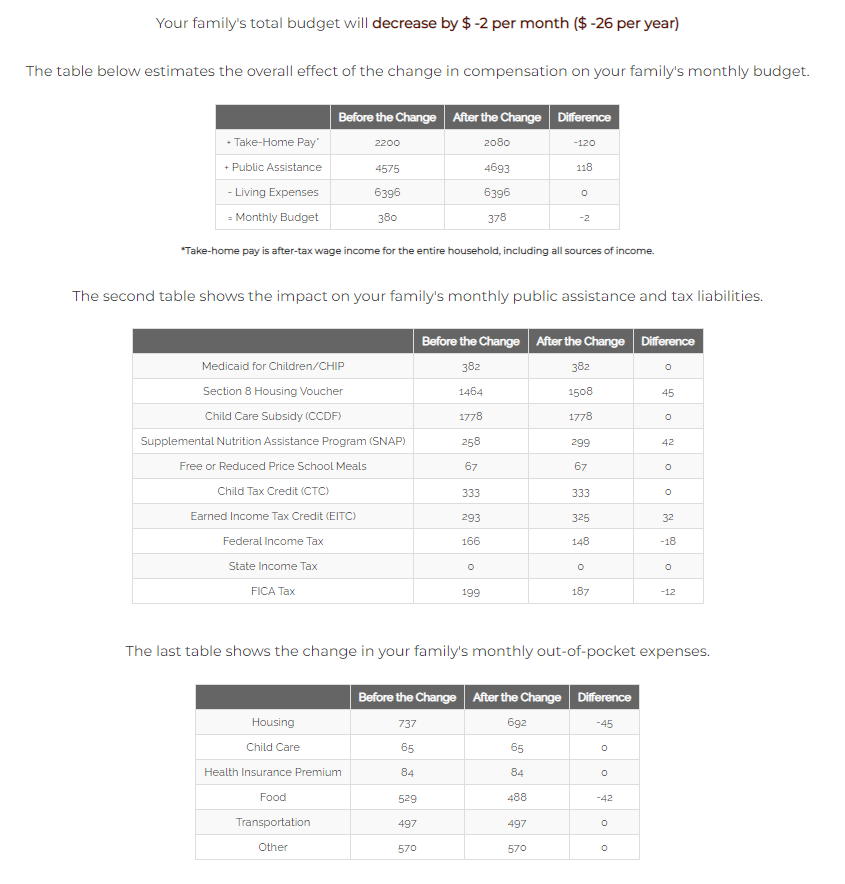 Your family's total budget will decrease by $ -2 per month ($ -26 per year)
The table below estimates the overall effect of the change in compensation on your family's monthly budget.
Before the Change After the Change Difference
+ Take-Home Pay* 2200 2080 -120
+ Public Assistance 4575 4693 118
- Living Expenses 6396 6396 0
= Monthly Budget 380 378 -2
*Take-home pay is after-tax wage income for the entire household, including all sources of income.
The second table shows the impact on your family's monthly public assistance and tax liabilities.
Before the Change After the Change Difference
Medicaid for Children/CHIP 382 382 0
Section 8 Housing Voucher 1464 1508 45
Child Care Subsidy (CCDF) 1778 1778 0
Supplemental Nutrition Assistance Program (SNAP) 258 299 42
Free or Reduced Price School Meals 67 67 0
Child Tax Credit (CTC) 333 333 0
Earned Income Tax Credit (EITC) 293 325 32
Federal Income Tax 166 148 -18
State Income Tax 0 0 0
FICA Tax 199 187 -12
The last table shows the change in your family's monthly out-of-pocket expenses.
Before the Change After the Change Difference
Housing 737 692 -45
Child Care 65 65 0
Health Insurance Premium 84 84 0
Food 529 488 -42
Transportation 497 497 0
Other 570 570 0